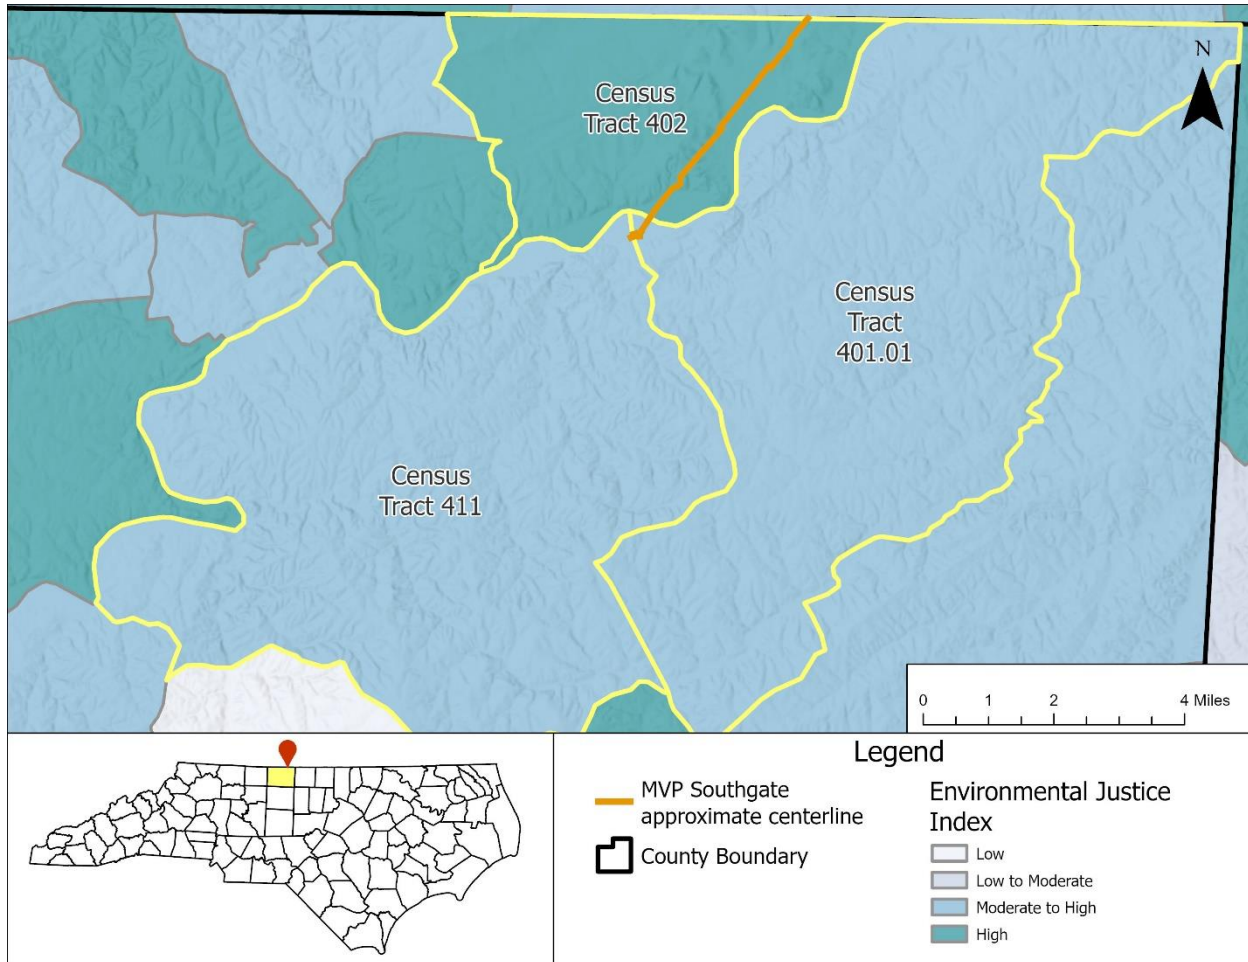 N
Census
Tract 402
Census
Tract
401.01
Census
Tract 411
0 1 2 4 Miles
Legend
MVP Southgate
approximate centerline
County Boundary
Environmental Justice
Index
Low
Low to Moderate
Moderate to High
High